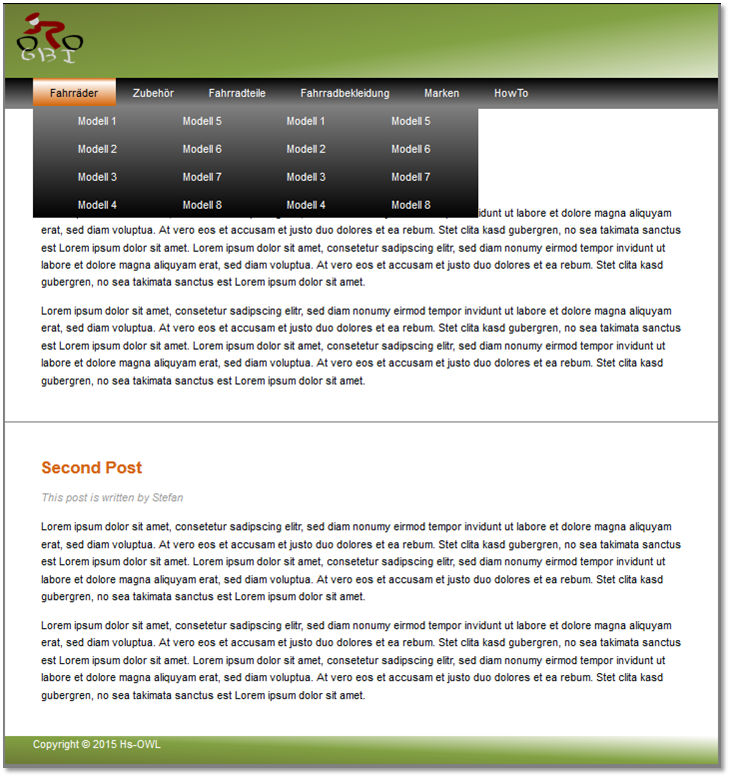 GBI
Fahrräder Zubehör Fahrradteile Fahrradbekleidung Marken HowTo
Modell 1 Modell 5 Modell 1 Modell 5
Modell 2 Modell 6 Modell 2 Modell 6
Modell 3 Modell 7 Modell 3 Modell 7
Modell 4 Modell 8 Modell 4 Modell 8
ut labore et dolore magna aliquyam
erat, sed diam voluptua. At vero eos et accusam et justo duo dolores et ea rebum. Stet clita kasd gubergren, no sea takimata sanctus
est Lorem ipsum dolor sit amet. Lorem ipsum dolor sit amet, consetetur sadipscing elitr, sed diam nonumy eirmod tempor invidunt ut
labore et dolore magna aliquyam erat, sed diam voluptua. At vero eos et accusam et justo duo dolores et ea rebum. Stet clita kasd
gubergren, no sea takimata sanctus est Lorem ipsum dolor sit amet.
Lorem ipsum dolor sit amet, consetetur sadipscing elitr, sed diam nonumy eirmod tempor invidunt ut labore et dolore magna aliquyam
erat, sed diam voluptua. At vero eos et accusam et justo duo dolores et ea rebum. Stet clita kasd gubergren, no sea takimata sanctus
est Lorem ipsum dolor sit amet. Lorem ipsum dolor sit amet, consetetur sadipscing elitr, sed diam nonumy eirmod tempor invidunt ut
labore et dolore magna aliquyam erat, sed diam voluptua. At vero eos et accusam et justo duo dolores et ea rebum. Stet clita kasd
gubergren, no sea takimata sanctus est Lorem ipsum dolor sit amet.
Second Post
This post is written by Stefan
Lorem ipsum dolor sit amet, consetetur sadipscing elitr, sed diam nonumy eirmod tempor invidunt ut labore et dolore magna aliquyam
erat, sed diam voluptua. At vero eos et accusam et justo duo dolores et ea rebum. Stet clita kasd gubergren, no sea takimata sanctus
est Lorem ipsum dolor sit amet. Lorem ipsum dolor sit amet, consetetur sadipscing elitr, sed diam nonumy eirmod tempor invidunt ut
labore et dolore magna aliquyam erat, sed diam voluptua. At vero eos et accusam et justo duo dolores et ea rebum. Stet clita kasd
gubergren, no sea takimata sanctus est Lorem ipsum dolor sit amet.
Lorem ipsum dolor sit amet, consetetur sadipscing elitr, sed diam nonumy eirmod tempor invidunt ut labore et dolore magna aliquyam
erat, sed diam voluptua. At vero eos et accusam et justo duo dolores et ea rebum. Stet clita kasd gubergren, no sea takimata sanctus
est Lorem ipsum dolor sit amet. Lorem ipsum dolor sit amet, consetetur sadipscing elitr, sed diam nonumy eirmod tempor invidunt ut
labore et dolore magna aliquyam erat, sed diam voluptua. At vero eos et accusam et justo duo dolores et ea rebum. Stet clita kasd
gubergren, no sea takimata sanctus est Lorem ipsum dolor sit amet.
Copyright © 2015 Hs-OWL